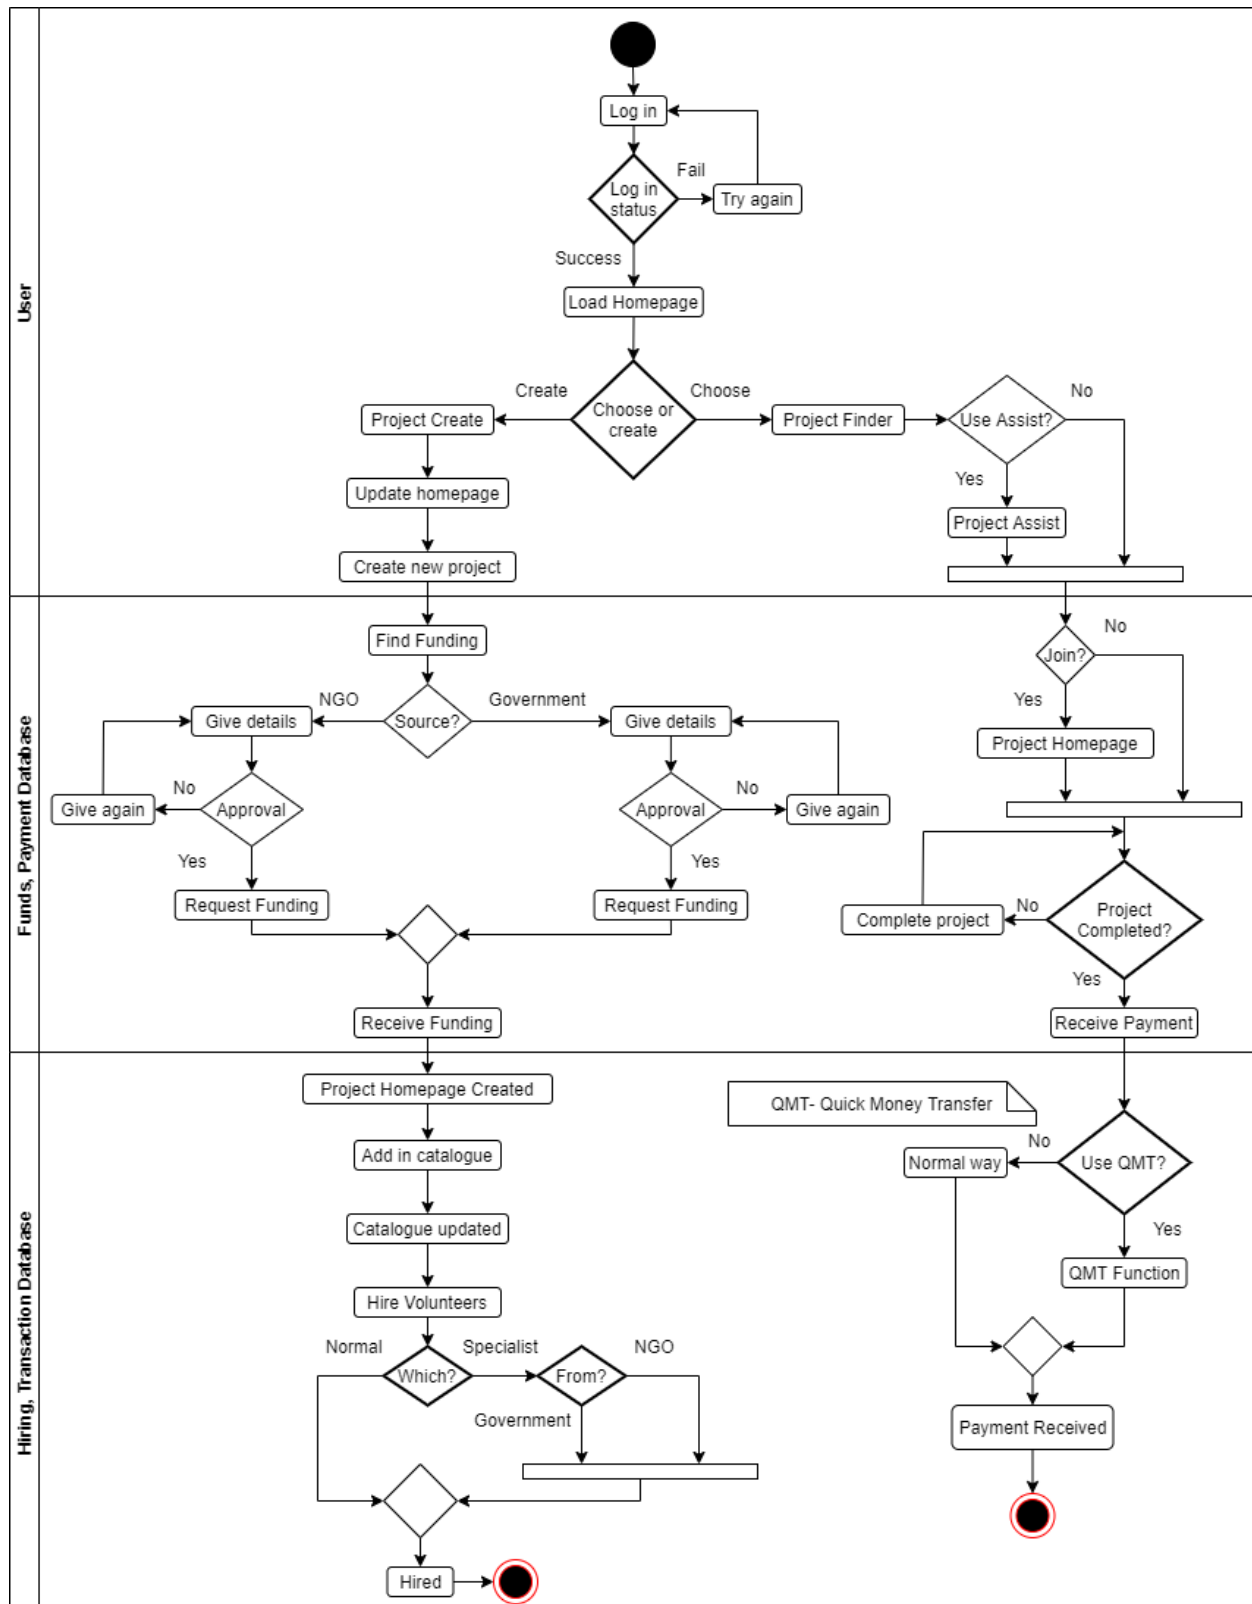 User
Log in
Fail
Log in
status
Try again
Success
Load Homepage
Create
Choose
No
Project Create
Choose or
create
Project Finder
Use Assist?
Yes
Update homepage
Project Assist
Create new project
Funds, Payment Database
Find Funding
No
Join?
NGO
Government
Yes
Give details
Source?
Give details
Project Homepage
No
No
Give again
Approval
Approval
Give again
Yes
Yes
Request Funding
Request Funding
Complete project
No
Project
Completed?
Yes
Receive Funding
Receive Payment
Hiring, Transaction Database
Project Homepage Created
QMT- Quick Money Transfer
No
Add in catalogue
Normal way
Use QMT?
Catalogue updated
Yes
QMT Function
Hire Volunteers
Normal
Specialist
NGO
Which?
From?
Government
Payment Received
Hired